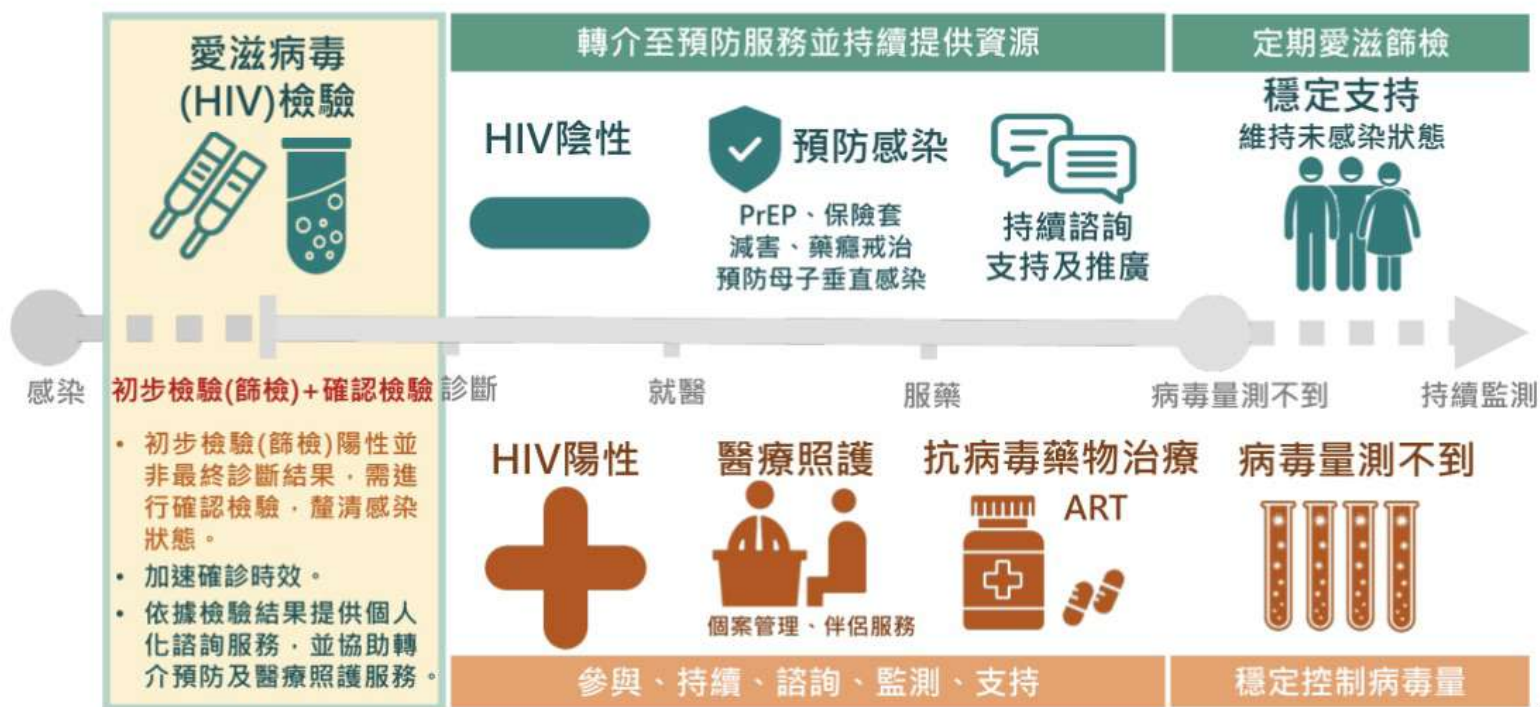 愛滋病毒
(HIV)檢驗
轉介至預防服務並持續提供資源
定期愛滋篩檢
HIV陰性
預防感染
PrEP、保險套
減害、藥癮戒治
預防母子垂直感染
持續諮詢
支持及推廣
穩定支持
維持未感染狀態
感染
初步檢驗(篩檢)+確認檢驗
診斷
就醫
服藥
病毒量測不到
持續監測
• 初步檢驗(篩檢)陽性並
非最終診斷結果，需進
行確認檢驗，釐清感染
狀態。
• 加速確診時效。
• 依據檢驗結果提供個人
化諮詢服務，並協助轉
介預防及醫療照護服務。
HIV陽性
醫療照護
個案管理、伴侶服務
抗病毒藥物治療
ART
病毒量測不到
參與、持續、諮詢、監測、支持
穩定控制病毒量